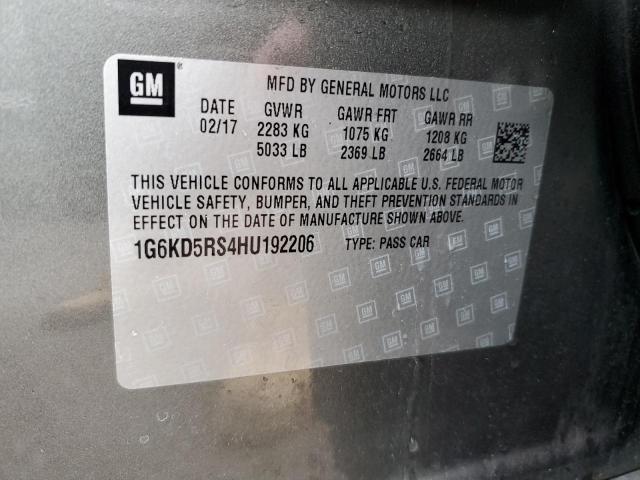 GM
MFD BY GENERAL MOTORS LLC
DATE GVWR GAWR FRT GAWR RR
02/17 2283 KG 1075 KG 1208 KG
5033 LB 2369 LB 2664 LB
THIS VEHICLE CONFORMS TO ALL APPLICABLE U.S. FEDERAL MOTOR
VEHICLE SAFETY, BUMPER, AND THEFT PREVENTION STANDARDS IN
EFFECT ON THE DATE OF MANUFACTURE SHOWN ABOVE.
1G6KD5RS4HU192206 TYPE: PASS CAR